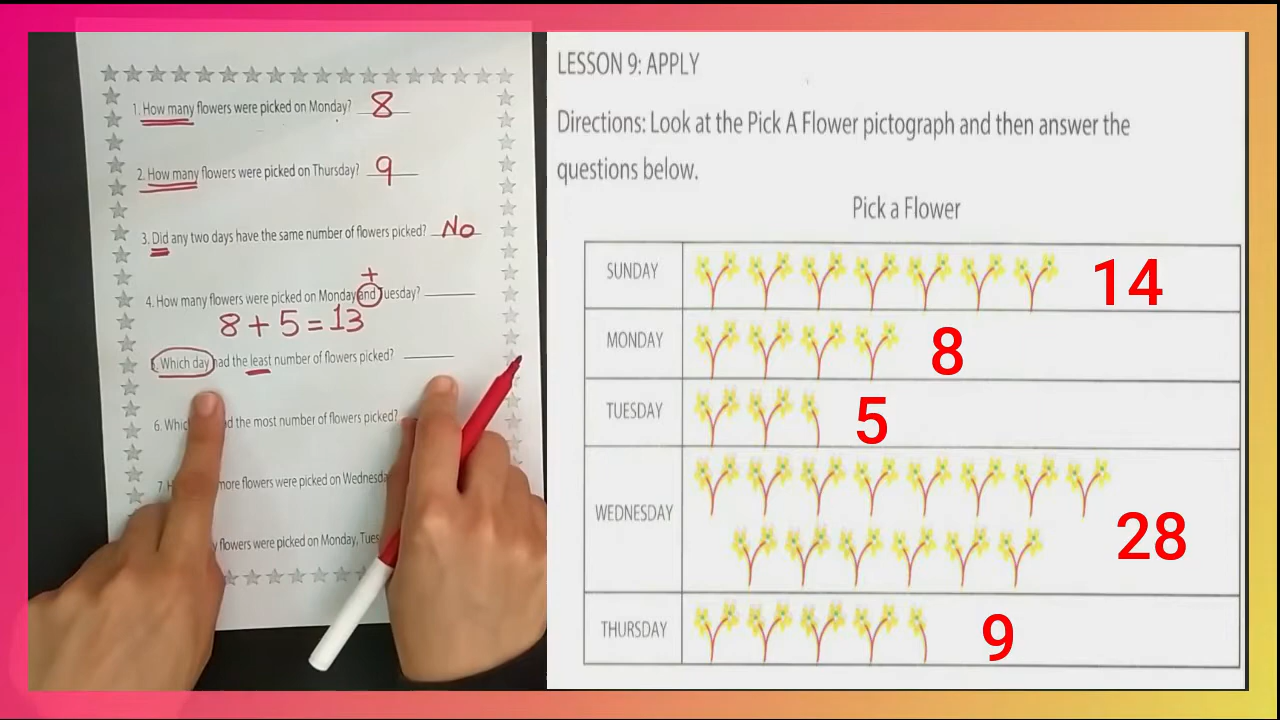 1. How many flowers were picked on Monday? 8
2. How many flowers were picked on Thursday? 9
3. Did any two days have the same number of flowers picked? No
+
4. How many flowers were picked on Monday and Tuesday?
8 + 5 = 13
Which day had the least number of flowers picked?
6. the most number of flowers picked?
7. more flowers were picked on
flowers were picked on Monday,
LESSON 9: APPLY
Directions: Look at the Pick A Flower pictograph and then answer the
questions below.
Pick a Flower
SUNDAY 14
MONDAY 8
TUESDAY 5
WEDNESDAY 28
THURSDAY 9